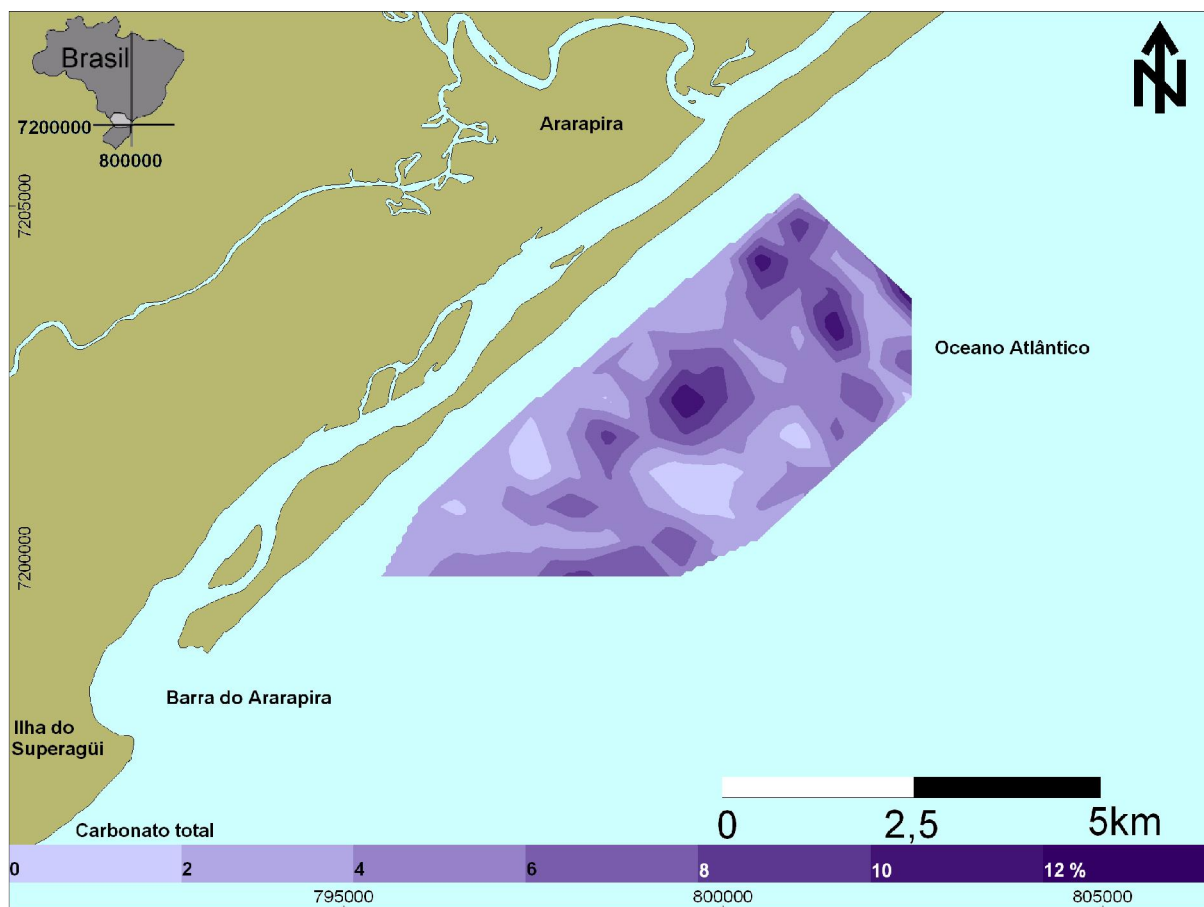 Brasil
7200000
800000
N
Ararapira
7205000
Oceano Atlântico
7200000
Barra do Ararapira
Ilha do
Superagüi
0 2,5 5km
Carbonato total
0 2 4 6 8 10 12 %
795000 800000 805000